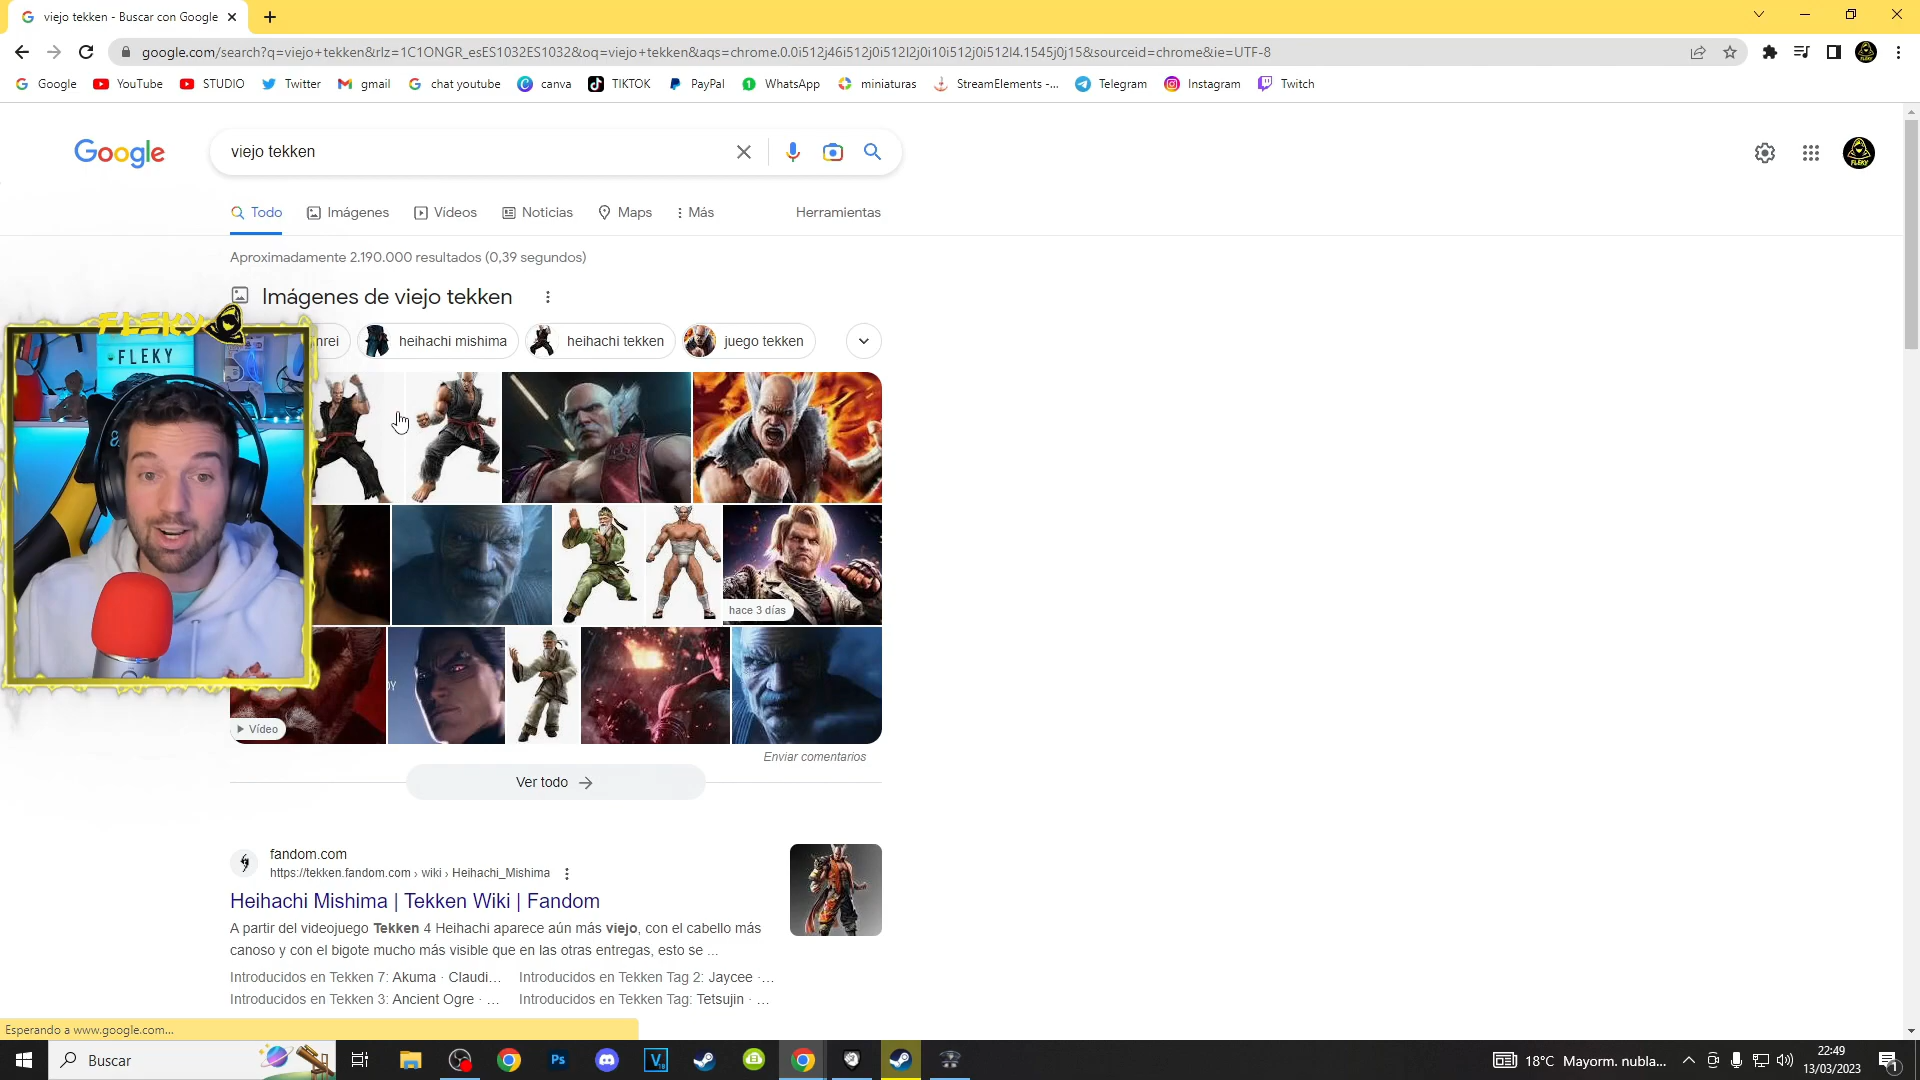 viejo tekken - Buscar con Google
google.com/search?q=viejo+tekken&rlz=1C1ONGR_esES1032ES1032&oq=viejo+tekken&aqs=chrome.0.0i512j46i512j0i512l2j0i10i512j0i512l4.1545j0j15&sourceid=chrome&ie=UTF-8
Google YouTube STUDIO Twitter gmail chat youtube canva TIKTOK PayPal WhatsApp miniaturas StreamElements -... Telegram Instagram Twitch
Google
viejo tekken
Todo Imágenes Vídeos Noticias Maps Más Herramientas
Aproximadamente 2.190.000 resultados (0,39 segundos)
Imágenes de viejo tekken
nrei heihachi mishima heihachi tekken juego tekken
FLEKY
FLEKY
FLEKY
hace 3 días
Vídeo
Enviar comentarios
Ver todo
fandom.com
https://tekken.fandom.com › wiki › Heihachi_Mishima
Heihachi Mishima | Tekken Wiki | Fandom
A partir del videojuego Tekken 4 Heihachi aparece aún más viejo, con el cabello más
canoso y con el bigote mucho más visible que en las otras entregas, esto se ...
Introducidos en Tekken 7: Akuma · Claudi... Introducidos en Tekken Tag 2: Jaycee ·...
Introducidos en Tekken 3: Ancient Ogre · ... Introducidos en Tekken Tag: Tetsujin · ...
Esperando a www.google.com...
Buscar
18°C Mayorm. nubla...
22:49
13/03/2023
1